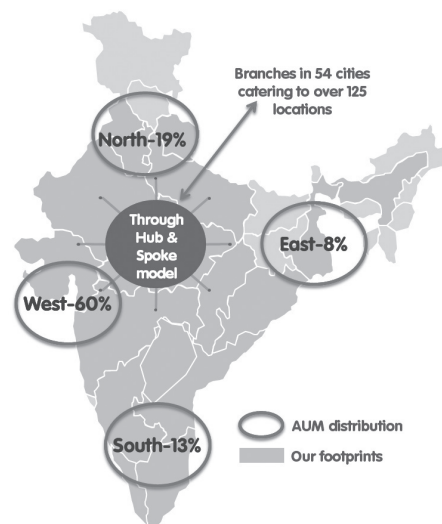 Branches in 54 cities
catering to over 125
locations
North-19%
Through
Hub &
Spoke
model
East-8%
West-60%
South-13%
AUM distribution
Our footprints